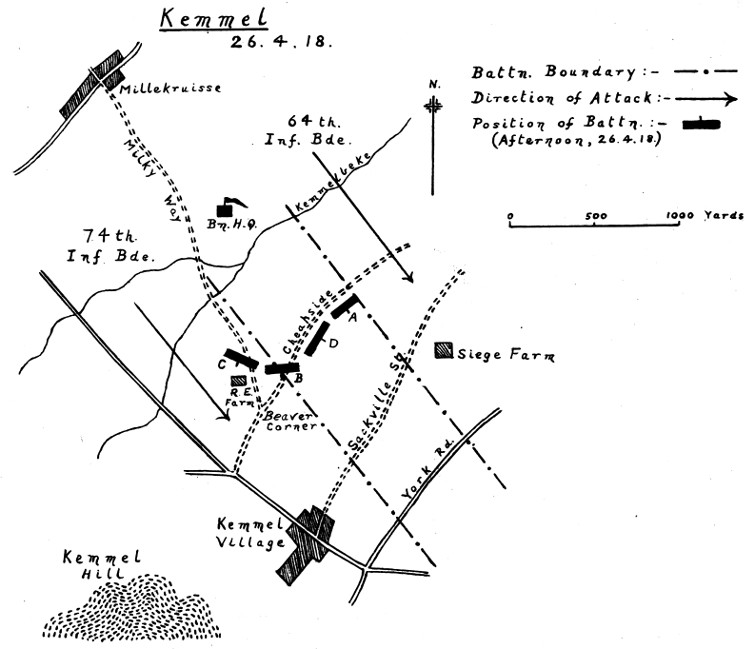 Kemmel
26.4.18.
Battn. Boundary :-
Direction of Attack :-
Position of Battn. :-
(Afternoon, 26.4.18.)
N.
0 500 1000 Yards
Millekruisse
Milky Way
64th.
Inf. Bde.
Kemmelbeke
Bn. H.Q.
74th.
Inf. Bde.
Cheapside
A
D
C
B
R.E.
Farm
Beaver
Corner
Sackville St.
Siege Farm
York Rd.
Kemmel
Village
Kemmel
Hill